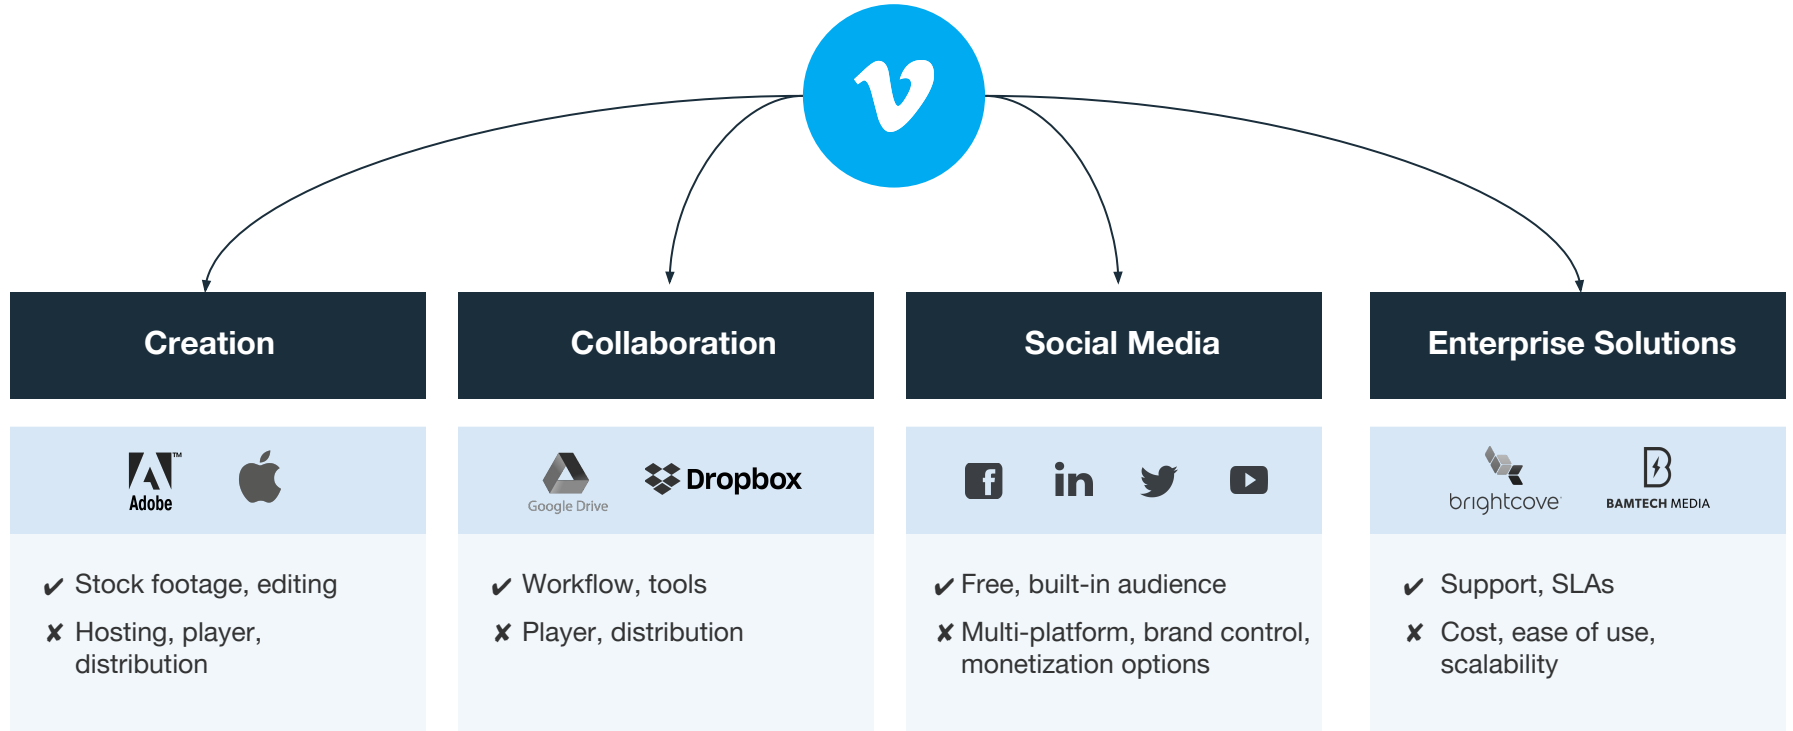 Creation
Collaboration
Social Media
Enterprise Solutions
Adobe™
Google Drive
Dropbox
in
brightcove
BAMTECH MEDIA
✔ Stock footage, editing
✘ Hosting, player,
distribution
✔ Workflow, tools
✘ Player, distribution
✔ Free, built-in audience
✘ Multi-platform, brand control,
monetization options
✔ Support, SLAs
✘ Cost, ease of use,
scalability